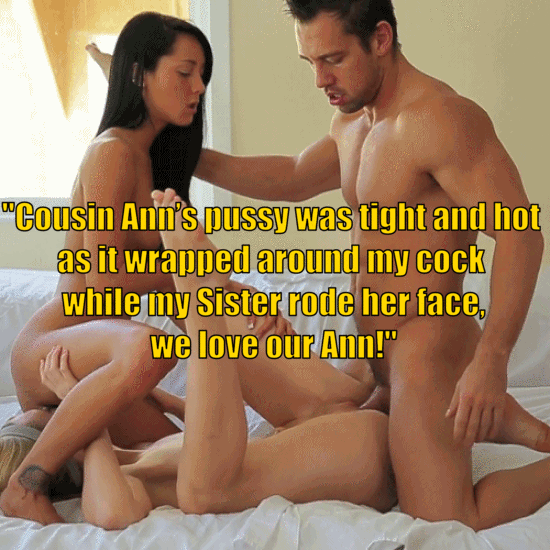 "Cousin Ann's pussy was tight and hot
as it wrapped around my cock
while my Sister rode her face,
we love our Ann!"